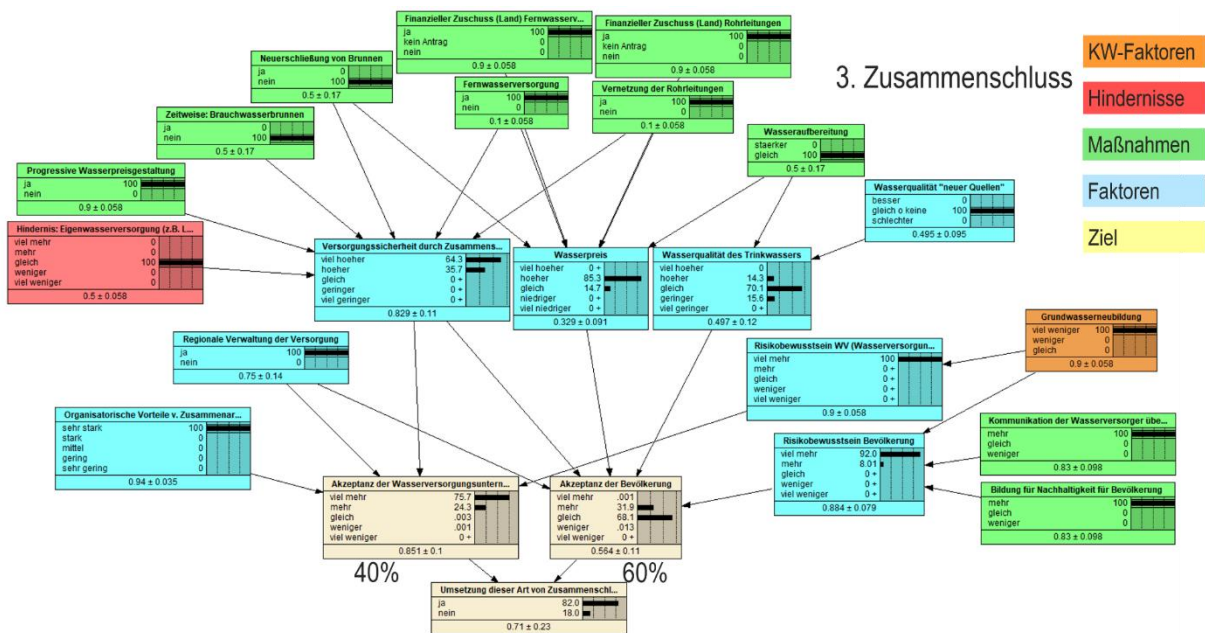 Finanzieller Zuschuss (Land) Fernwasserv...
ja 100
kein Antrag 0
nein 0
0.9 ± 0.058
Finanzieller Zuschuss (Land) Rohrleitungen
ja 100
kein Antrag 0
nein 0
0.9 ± 0.058
3. Zusammenschluss
KW-Faktoren
Hindernisse
Maßnahmen
Faktoren
Ziel
Neuerschließung von Brunnen
ja 0
nein 100
0.5 ± 0.17
Fernwasserversorgung
ja 100
nein 0
0.1 ± 0.058
Vernetzung der Rohrleitungen
ja 100
nein 0
0.1 ± 0.058
Zeitweise: Brauchwasserbrunnen
ja 0
nein 100
0.5 ± 0.17
Wasseraufbereitung
staerker 0
gleich 100
0.5 ± 0.17
Progressive Wasserpreisgestaltung
ja 100
nein 0
0.9 ± 0.058
Wasserqualität "neuer Quellen"
besser 0
gleich o keine 100
schlechter 0
0.495 ± 0.095
Hindernis: Eigenwasserversorgung (z.B. L...
viel mehr 0
mehr 0
gleich 100
weniger 0
viel weniger 0
0.5 ± 0.058
Versorgungssicherheit durch Zusammens...
viel hoeher 64.3
hoeher 35.7
gleich 0 +
geringer 0 +
viel geringer 0 +
0.829 ± 0.11
Wasserpreis
viel hoeher 0 +
hoeher 85.3
gleich 14.7
niedriger 0 +
viel niedriger 0 +
0.329 ± 0.091
Wasserqualität des Trinkwassers
viel hoeher 0
hoeher 14.3
gleich 70.1
geringer 15.6
viel geringer 0 +
0.497 ± 0.12
Regionale Verwaltung der Versorgung
ja 100
nein 0
0.75 ± 0.14
Risikobewusstsein WV (Wasserversorgun...
viel mehr 100
mehr 0 +
gleich 0 +
weniger 0 +
viel weniger 0 +
0.9 ± 0.058
Grundwasserneubildung
viel weniger 100
weniger 0
gleich 0
0.9 ± 0.058
Organisatorische Vorteile v. Zusammenar...
sehr stark 100
stark 0
mittel 0
gering 0
sehr gering 0
0.94 ± 0.035
Risikobewusstsein Bevölkerung
viel mehr 92.0
mehr 8.01
gleich 0 +
weniger 0 +
viel weniger 0 +
0.884 ± 0.079
Kommunikation der Wasserversorger übe...
mehr 100
gleich 0
weniger 0
0.83 ± 0.098
Bildung für Nachhaltigkeit für Bevölkerung
mehr 100
gleich 0
weniger 0
0.83 ± 0.098
Akzeptanz der Wasserversorgungsuntern...
viel mehr 75.7
mehr 24.3
gleich .003
weniger .001
viel weniger 0 +
0.851 ± 0.1
Akzeptanz der Bevölkerung
viel mehr .001
mehr 31.9
gleich 68.1
weniger .013
viel weniger 0 +
0.564 ± 0.11
40%
60%
Umsetzung dieser Art von Zusammenschl...
ja 82.0
nein 18.0
0.71 ± 0.23